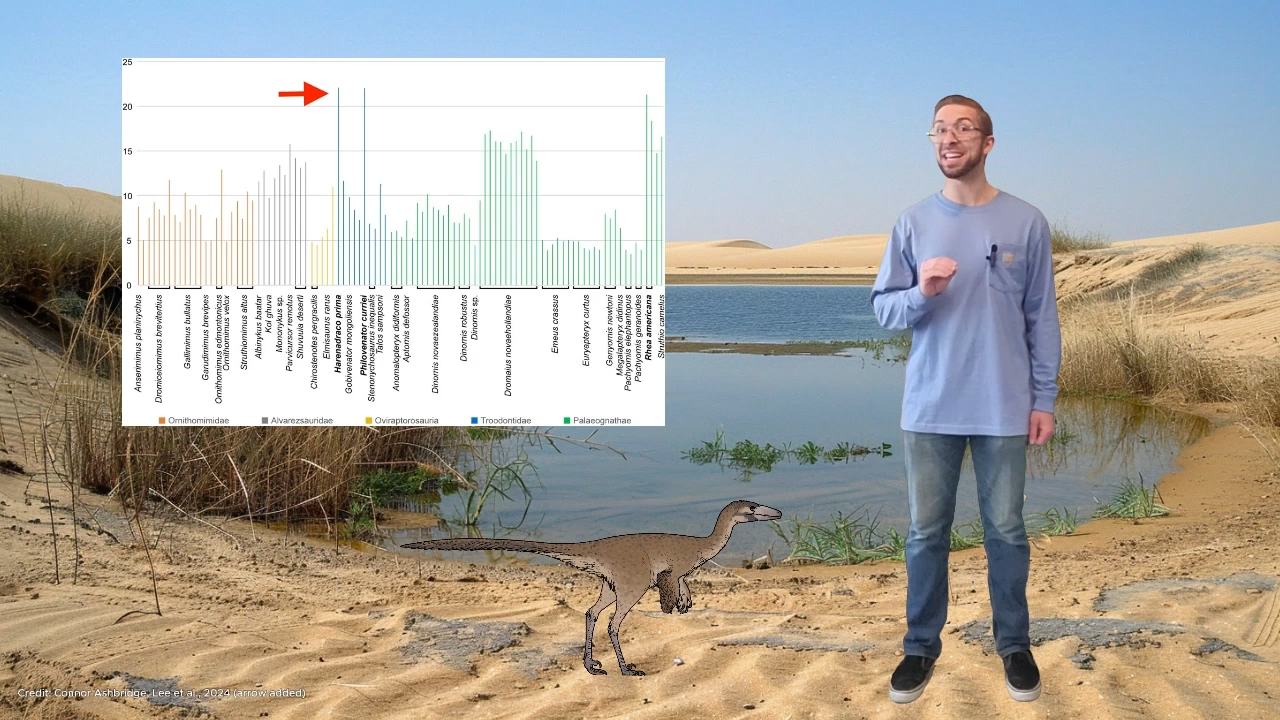 25
20
15
10
5
0
Anserimimus planinychus
Dromiceiomimus brevitertius
Gallimimus bullatus
Garudimimus brevipes
Ornithomimus edmontonicus
Ornithomimus velox
Struthiomimus altus
Albinykus baatar
Kol ghuva
Mononykus sp.
Parvicursor remotus
Shuvuuia deserti
Chirostenotes pergracilis
Elmisaurus rarus
Harenadraco prima
Gobivenator mongoliensis
Philovenator curriei
Stenonychosaurus inequalis
Talos sampsoni
Anomalopteryx didiformis
Aptornis defossor
Dinornis novaesealandiae
Dinornis robustus
Dinornis sp.
Dromaius novaehollandiae
Emeus crassus
Euryapteryx curtus
Genyornis newtoni
Megalapteryx didinus
Pachyornis elephantopus
Pachyornis geranoides
Rhea americana
Struthio camelus
Ornithomimidae Alvarezsauridae Oviraptorosauria Troodontidae Palaeognathae
Credit: Connor Ashbridge, Lee et al., 2024 (arrow added)